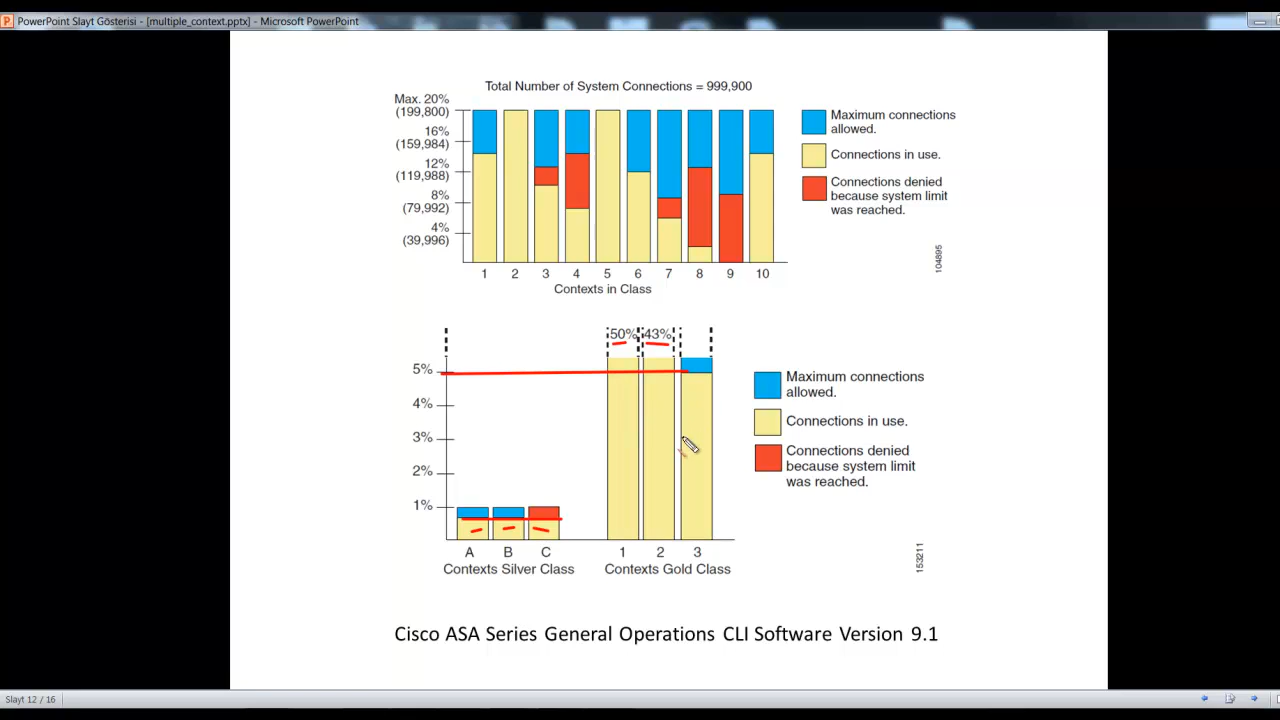 PowerPoint Slayt Gösterisi - [multiple_context.pptx] - Microsoft PowerPoint
Total Number of System Connections = 999,900
Max. 20%
(199,800)
16%
(159,984)
12%
(119,988)
8%
(79,992)
4%
(39,996)
1 2 3 4 5 6 7 8 9 10
Contexts in Class
Maximum connections
allowed.
Connections in use.
Connections denied
because system limit
was reached.
104895
50% 43%
5%
4%
3%
2%
1%
A B C 1 2 3
Contexts Silver Class Contexts Gold Class
Maximum connections
allowed.
Connections in use.
Connections denied
because system limit
was reached.
153211
Cisco ASA Series General Operations CLI Software Version 9.1
Slayt 12 / 16